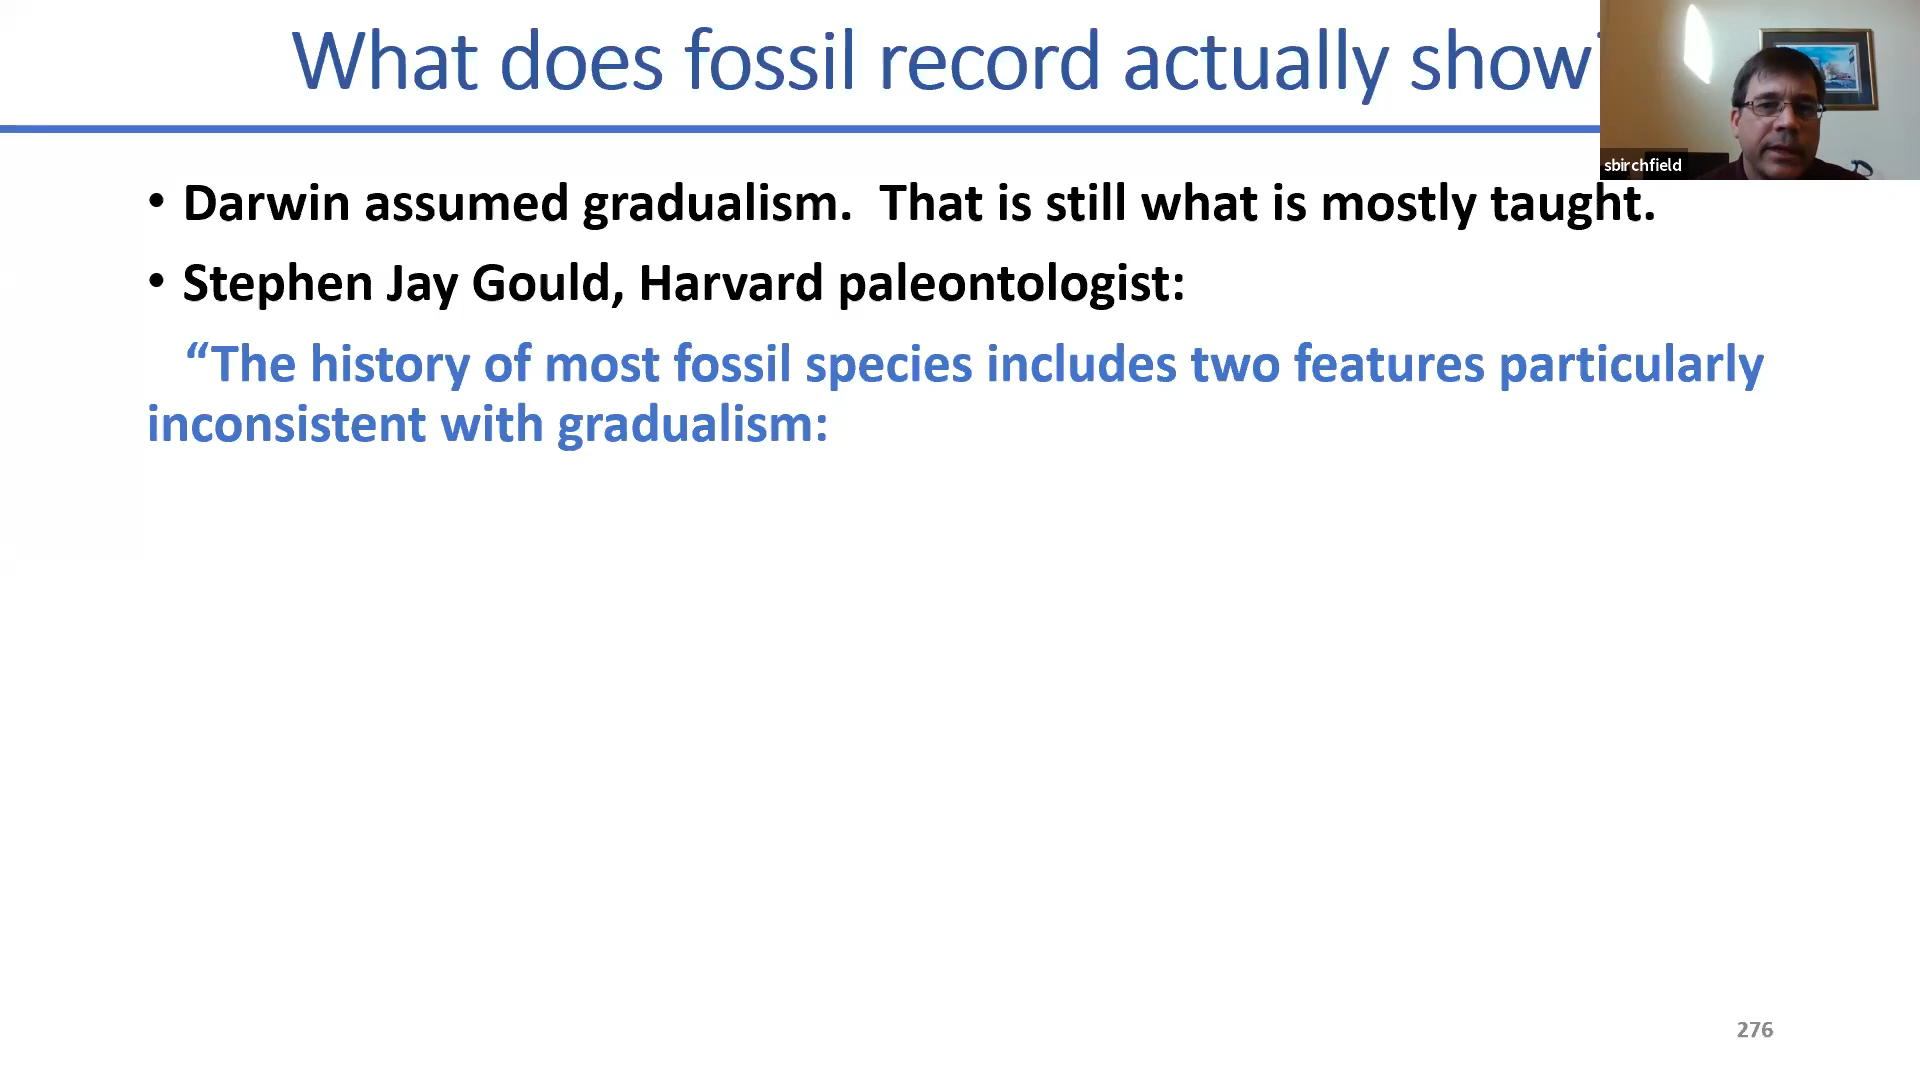 What does fossil record actually show
sbirchfield
• Darwin assumed gradualism.  That is still what is mostly taught.
• Stephen Jay Gould, Harvard paleontologist:
“The history of most fossil species includes two features particularly
inconsistent with gradualism:
276